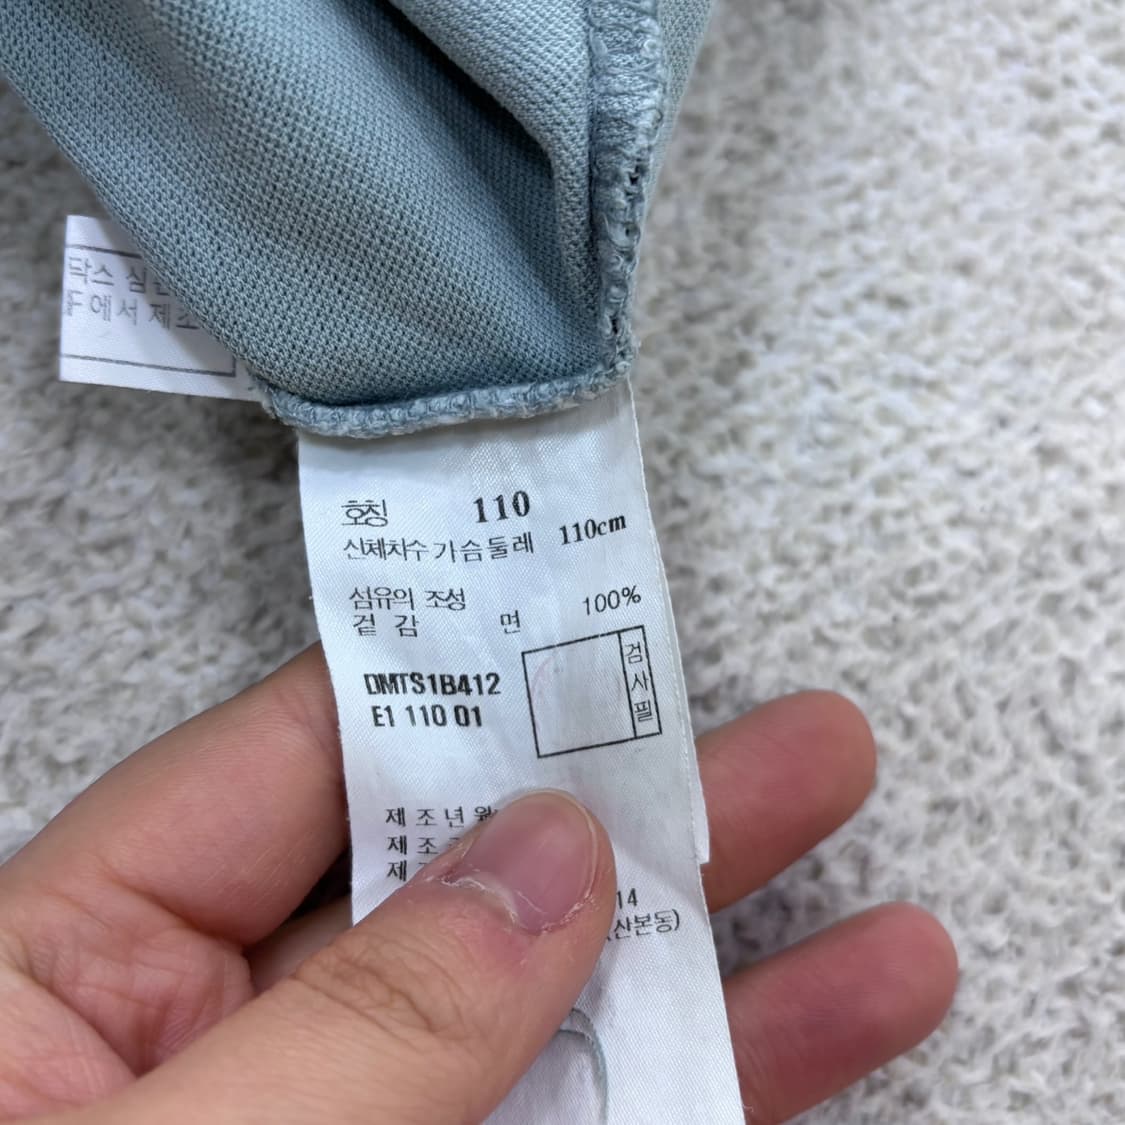 닥스
에서 제조
호칭 110
신체치수 가슴둘레 110cm
섬유의 조성
겉 감 면 100%
DMTS1B412
E1 110 01
검사필
제 조 년
제 조
제
14
(산본동)